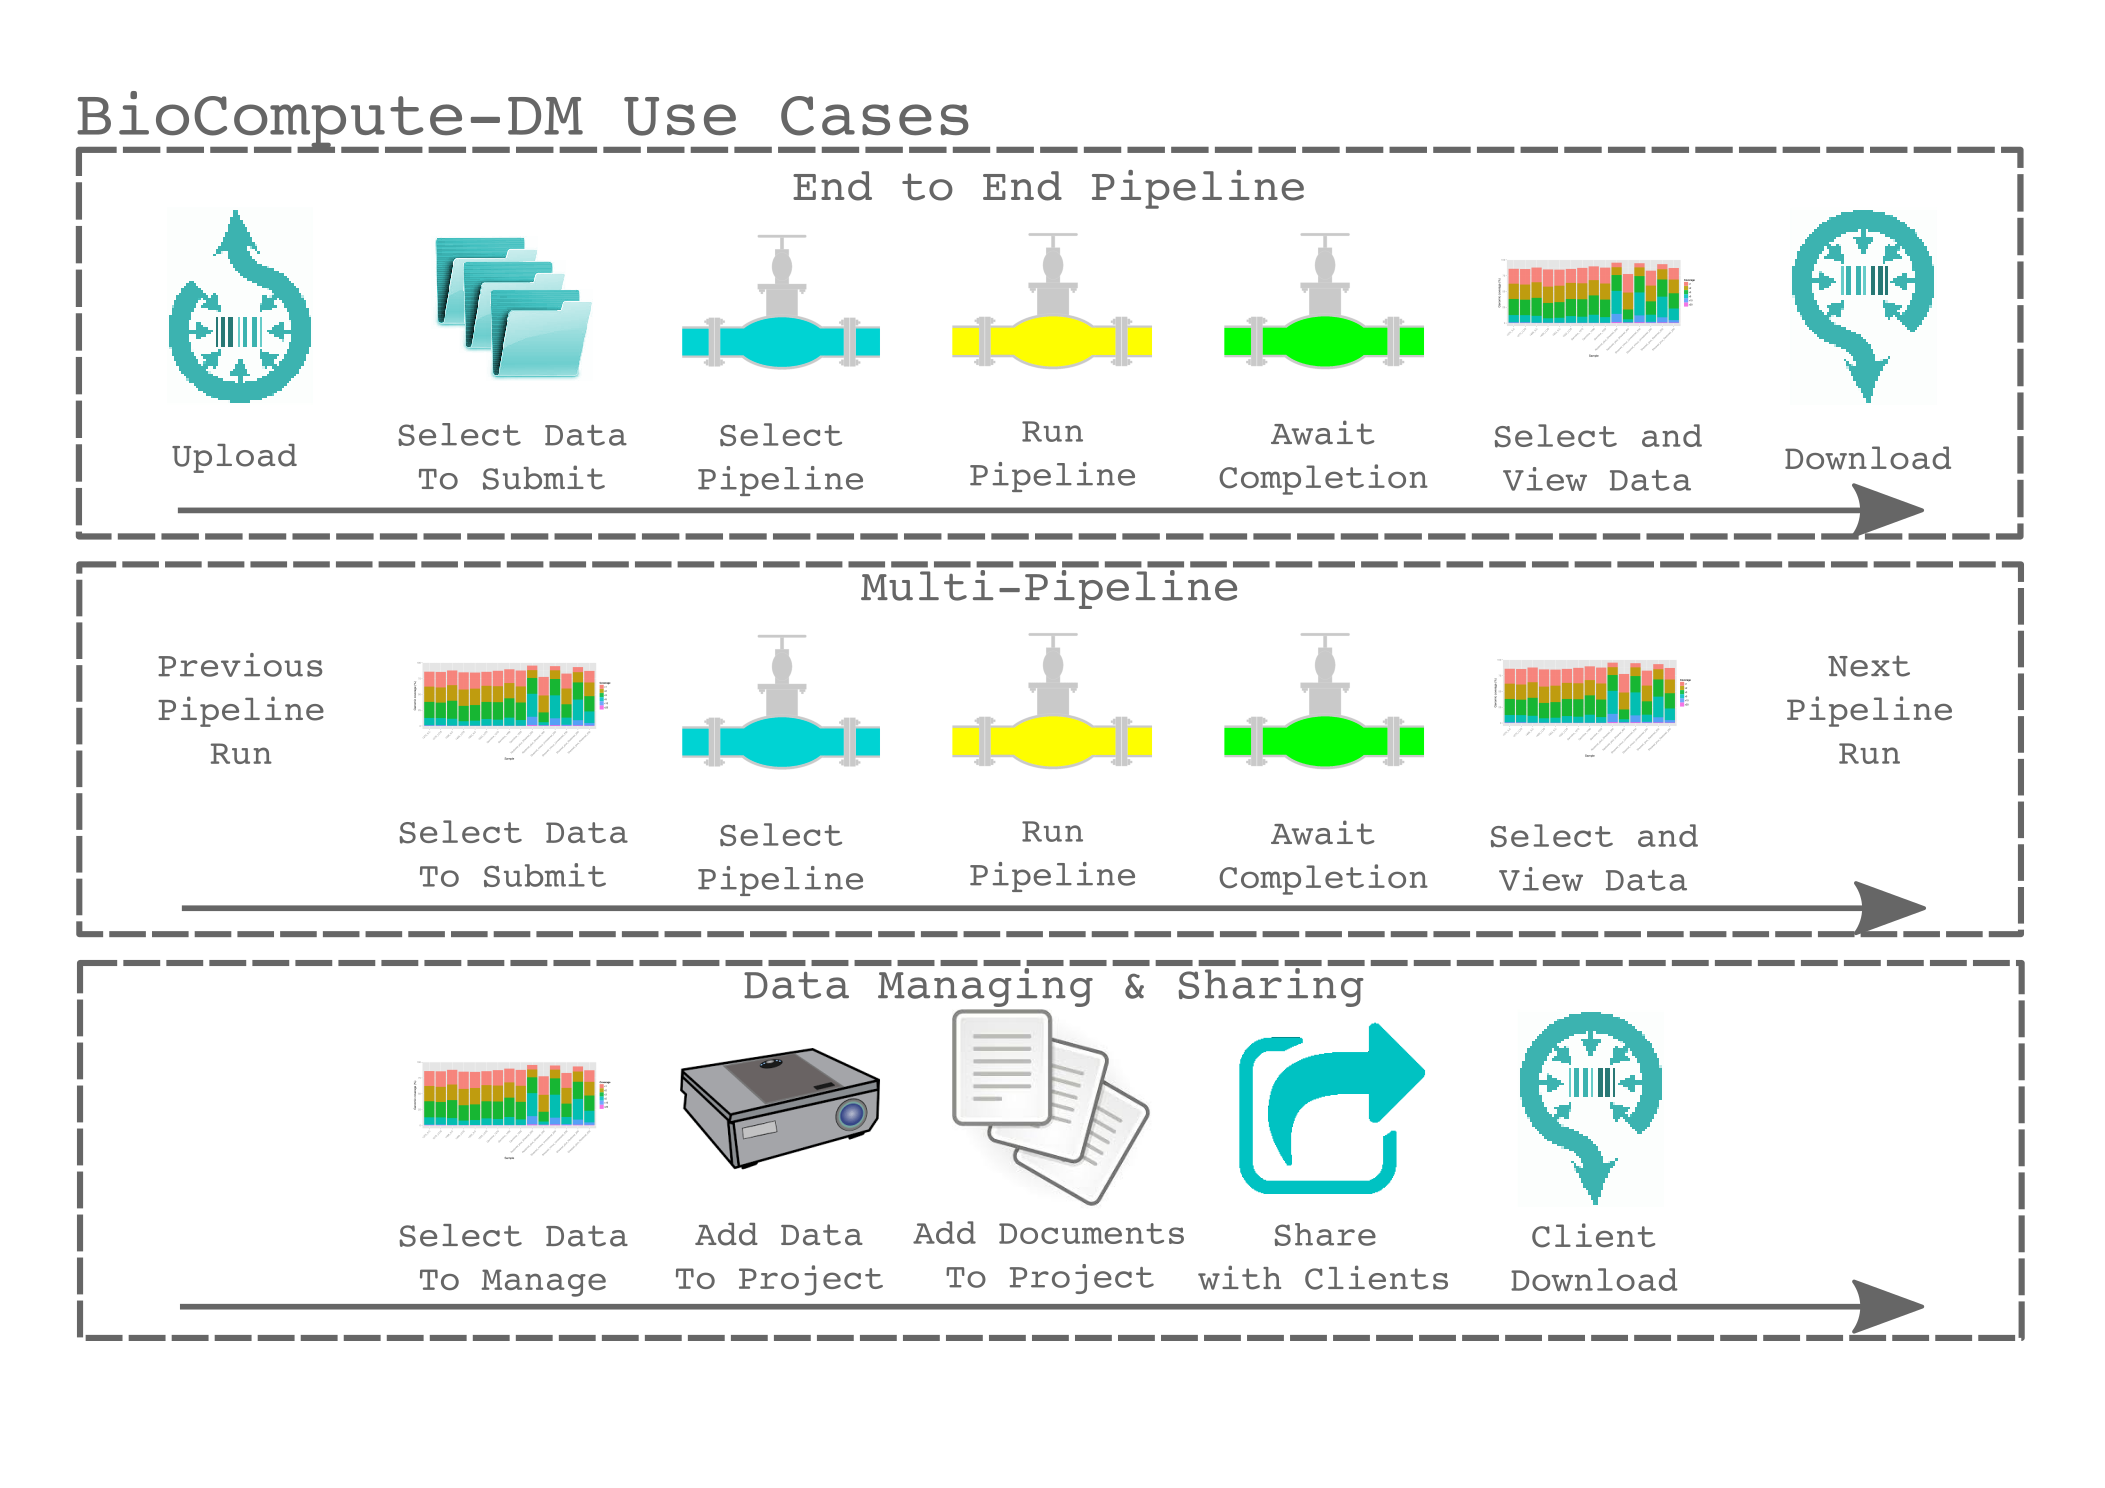 BioCompute-DM Use Cases
End to End Pipeline
Upload
Select Data
To Submit
Select
Pipeline
Run
Pipeline
Await
Completion
Select and
View Data
Download
Multi-Pipeline
Previous
Pipeline
Run
Select Data
To Submit
Select
Pipeline
Run
Pipeline
Await
Completion
Select and
View Data
Next
Pipeline
Run
Data Managing & Sharing
Select Data
To Manage
Add Data
To Project
Add Documents
To Project
Share
with Clients
Client
Download